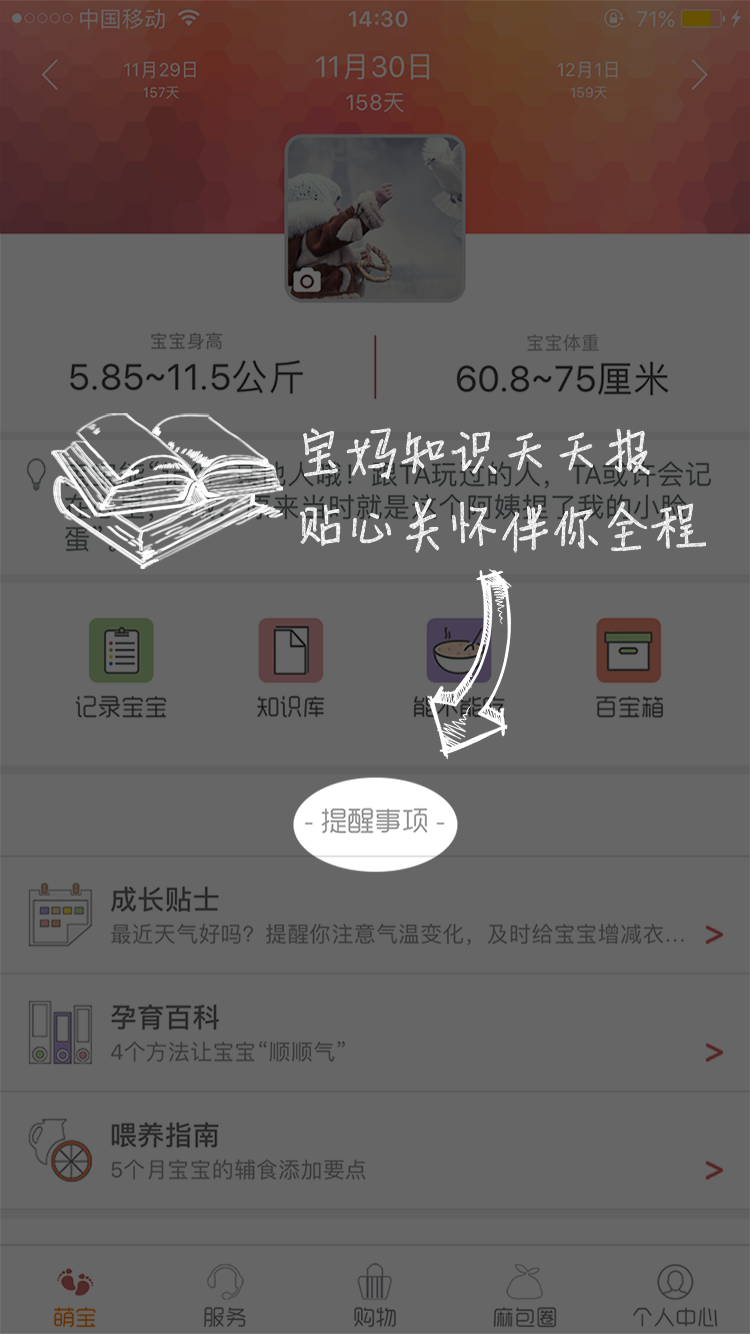 中国移动 14:30 71%
11月29日 11月30日 12月1日
157天 158天 159天
宝宝身高 宝宝体重
5.85~11.5公斤 60.8~75厘米
宝妈知识天天报
他人哦！跟TA玩过的人，TA或许会记
贴心关怀伴你全程
来当时就是这个阿姨捏了我的小脸
蛋”
记录宝宝 知识库 能不能吃 百宝箱
- 提醒事项 -
成长贴士
最近天气好吗？提醒你注意气温变化，及时给宝宝增减衣... >
孕育百科
4个方法让宝宝“顺顺气” >
喂养指南
5个月宝宝的辅食添加要点 >
萌宝 服务 购物 麻包圈 个人中心